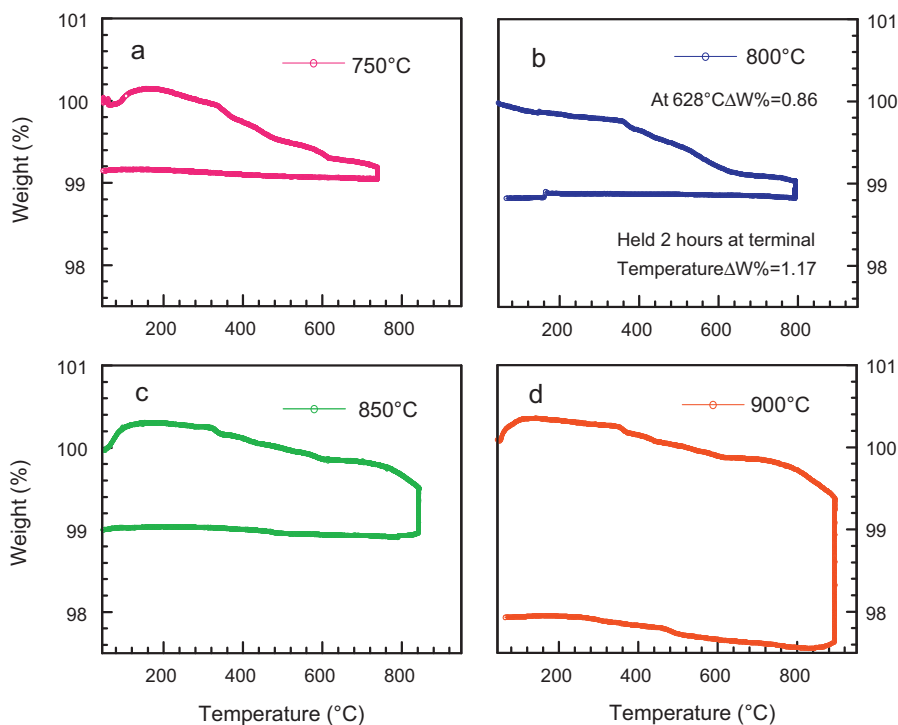 101
100
99
98
Weight (%)
a
750°C
200
400
600
800
b
800°C
At 628°CΔW%=0.86
Held 2 hours at terminal
TemperatureΔW%=1.17
101
100
99
98
200
400
600
800
101
100
99
98
Weight (%)
c
850°C
200
400
600
800
Temperature (°C)
d
900°C
101
100
99
98
200
400
600
800
Temperature (°C)